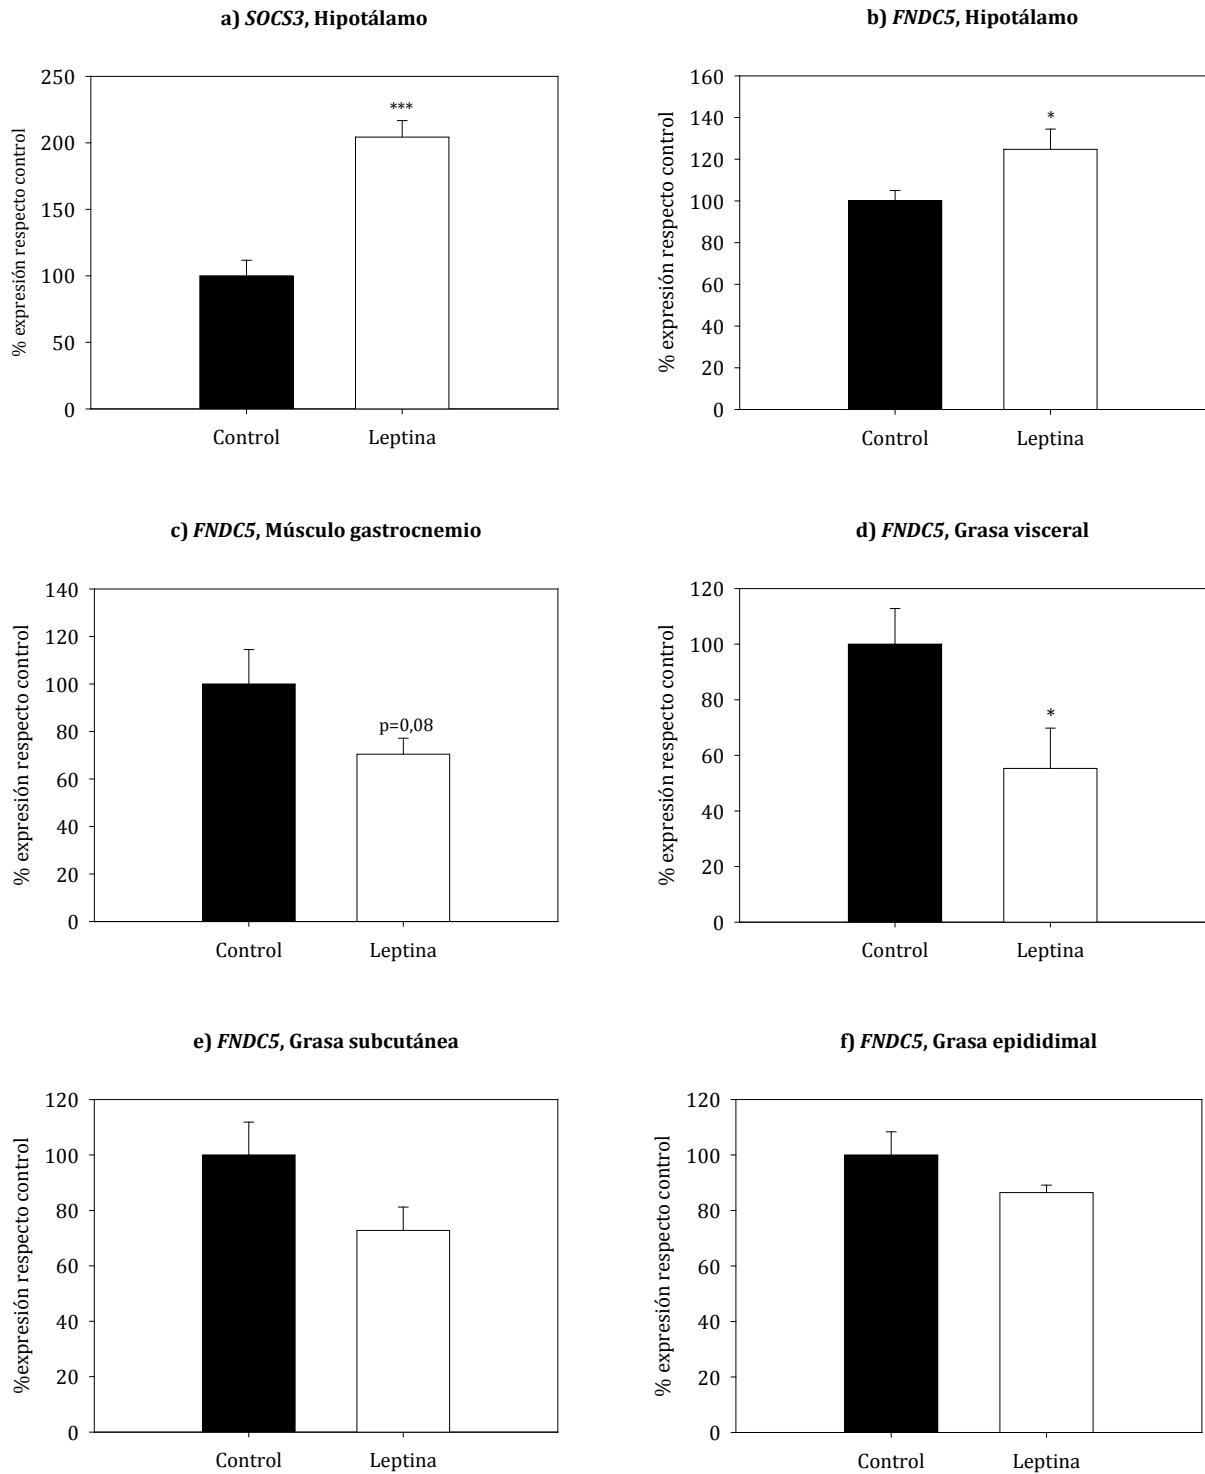 a) SOCS3, Hipotálamo
% expresión respecto control
250
200
150
100
50
0
***
Control
Leptina
b) FNDC5, Hipotálamo
% expresión respecto control
160
140
120
100
80
60
40
20
0
*
Control
Leptina
c) FNDC5, Músculo gastrocnemio
% expresión respecto control
140
120
100
80
60
40
20
0
p=0,08
Control
Leptina
d) FNDC5, Grasa visceral
% expresión respecto control
120
100
80
60
40
20
0
*
Control
Leptina
e) FNDC5, Grasa subcutánea
%expresión respecto control
120
100
80
60
40
20
0
Control
Leptina
f) FNDC5, Grasa epididimal
% expresión respecto control
120
100
80
60
40
20
0
Control
Leptina